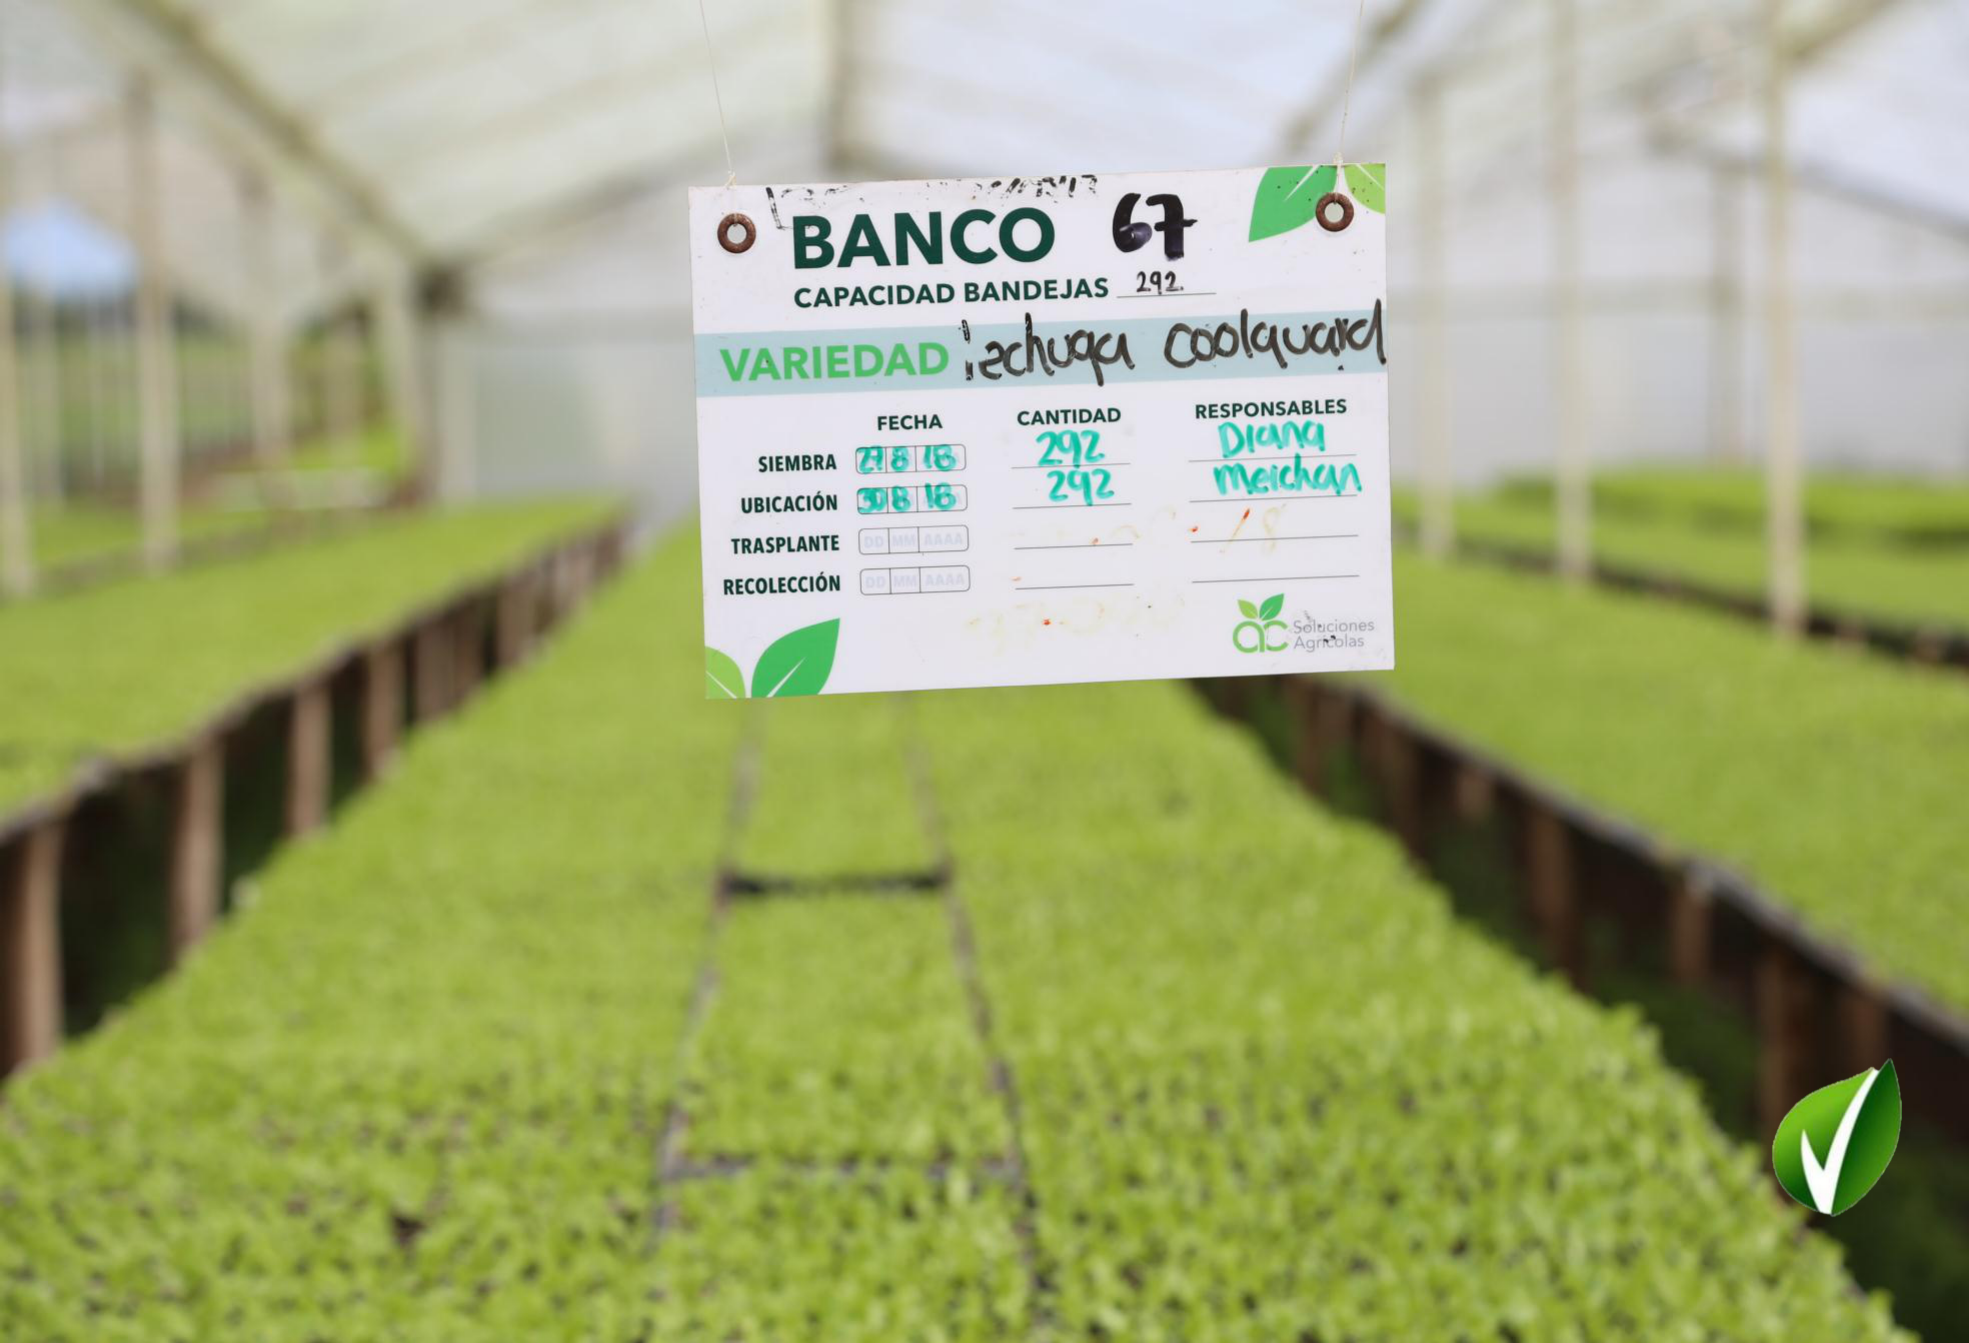 BANCO 67
CAPACIDAD BANDEJAS 292.
VARIEDAD lechuga coolguard
FECHA CANTIDAD RESPONSABLES
SIEMBRA 27 8 18 292 Diana
UBICACIÓN 30 8 18 292 Meichan
TRASPLANTE DD MM AAAA
RECOLECCIÓN DD MM AAAA
ac Soluciones
Agrícolas